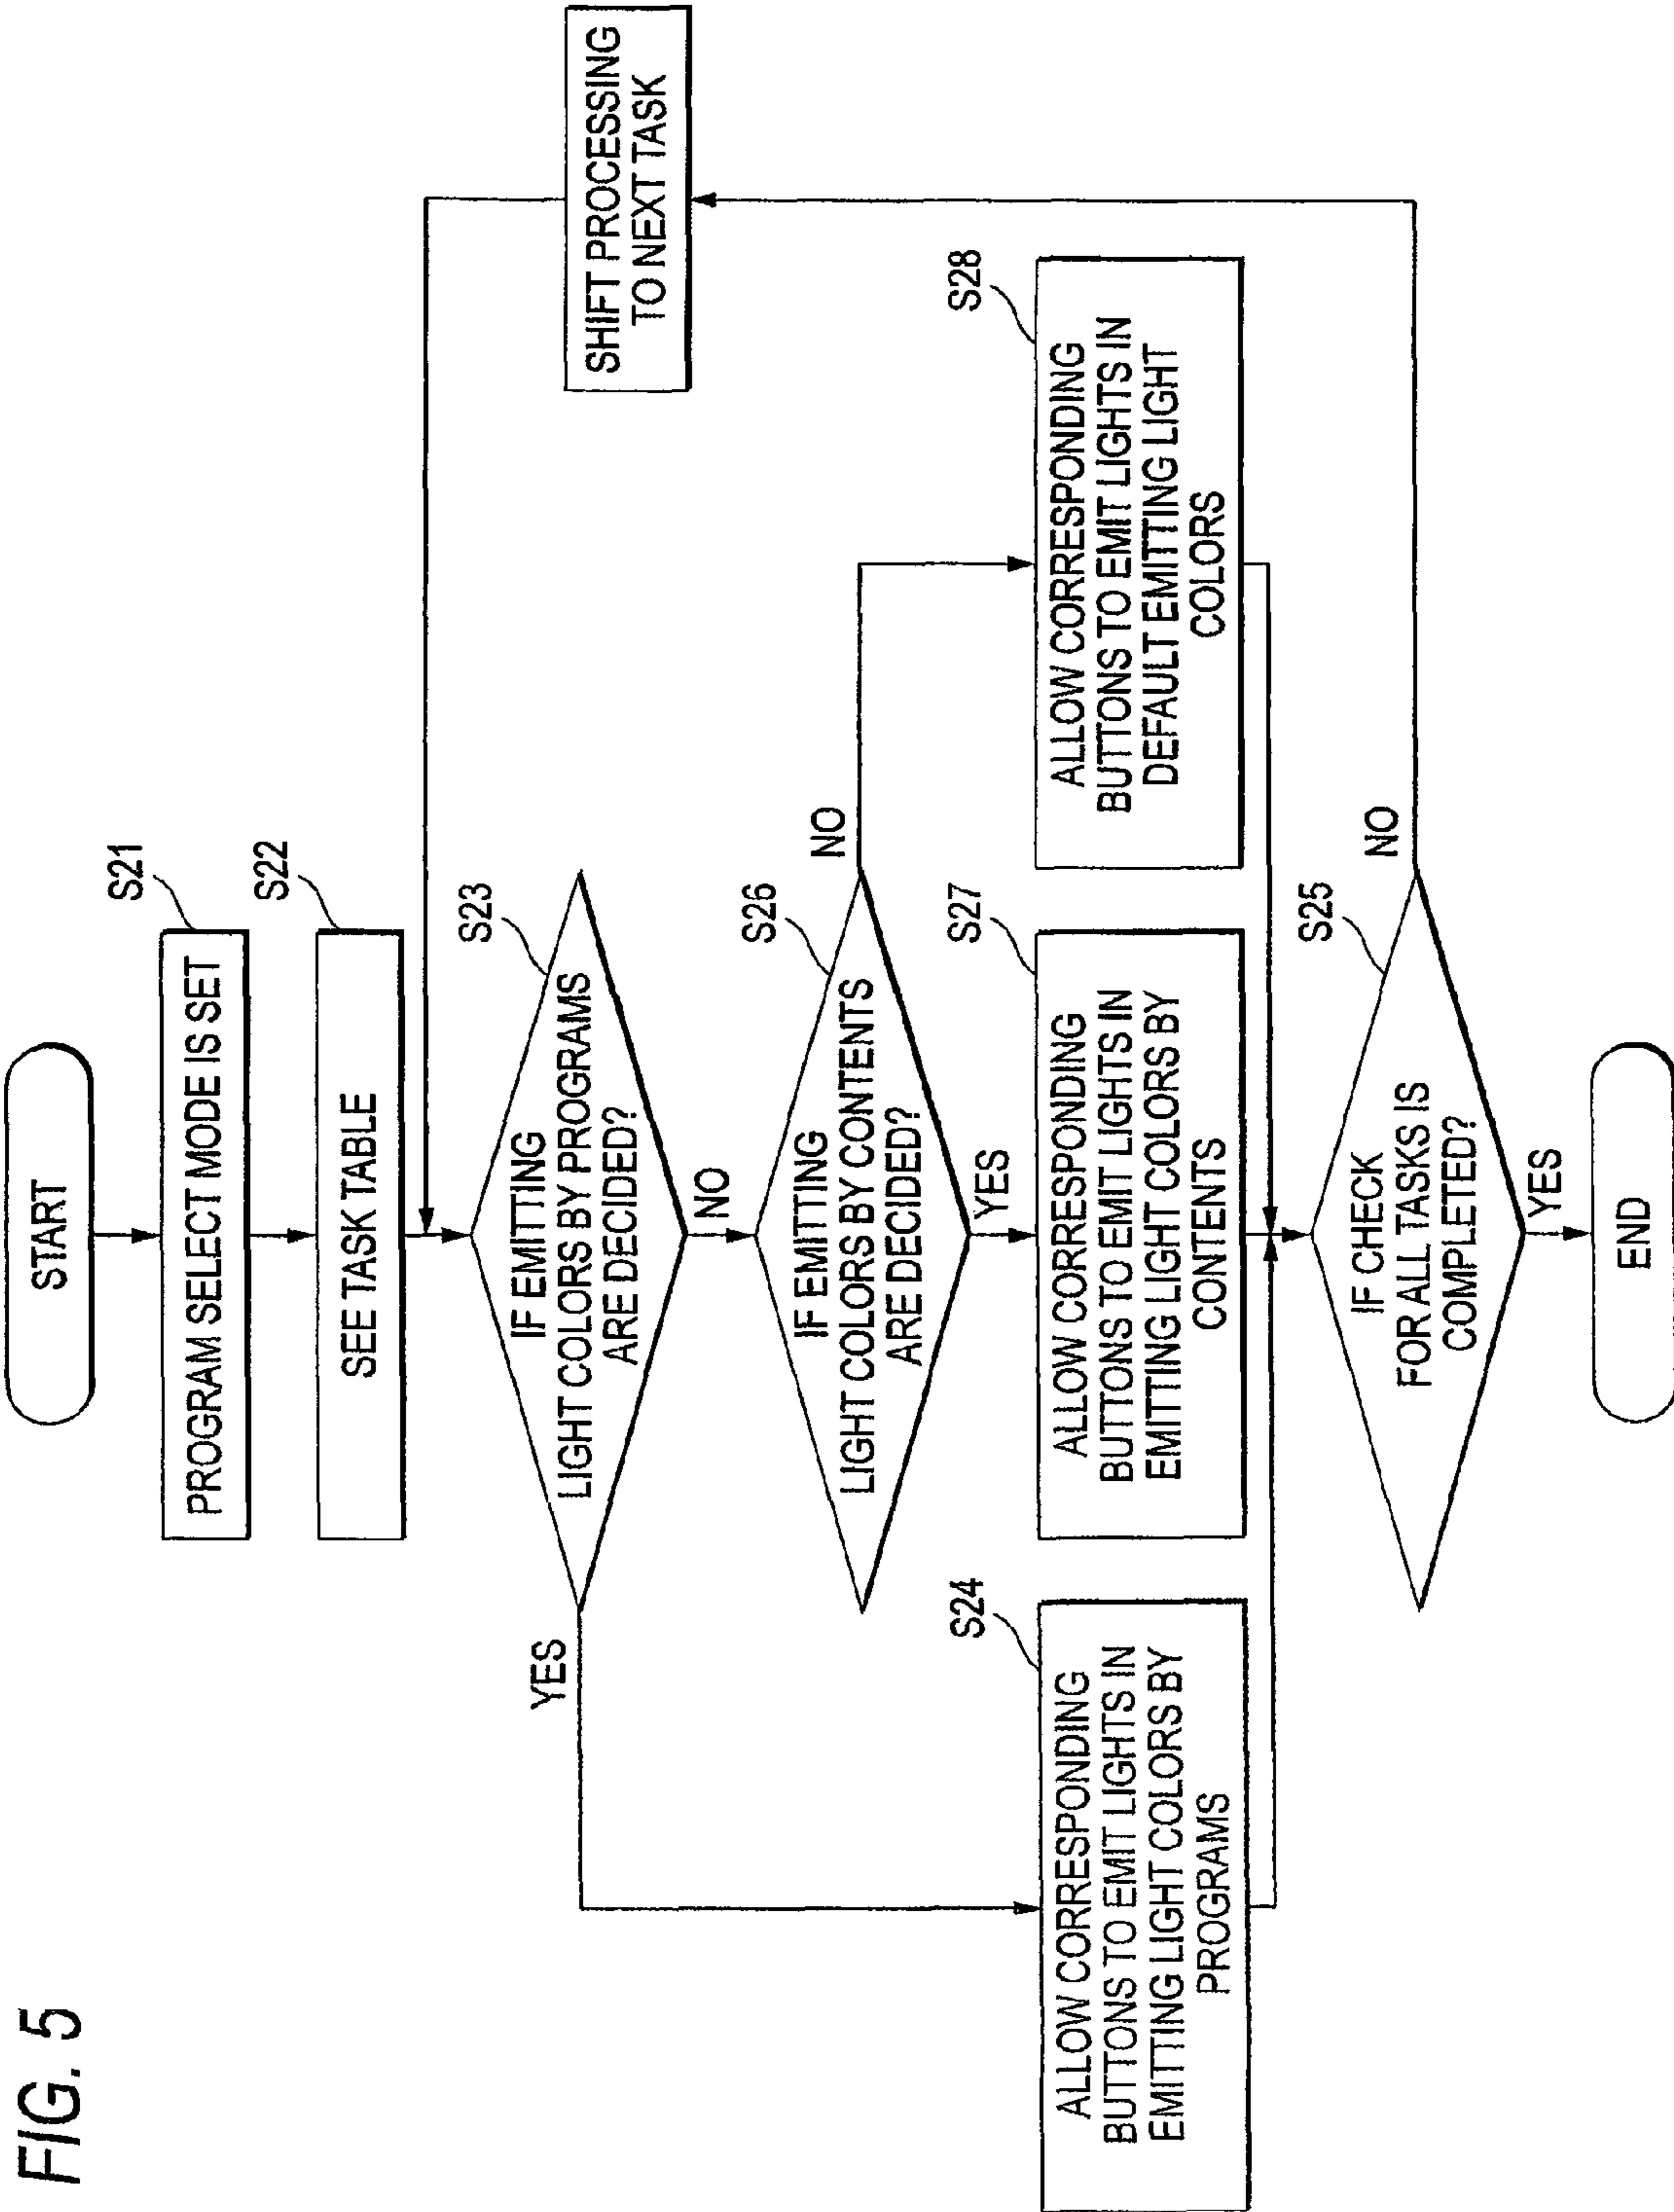 FIG. 5
START
S21
PROGRAM SELECT MODE IS SET
S22
SEE TASK TABLE
S23
IF EMITTING
LIGHT COLORS BY PROGRAMS
ARE DECIDED?
YES
NO
SHIFT PROCESSING
TO NEXT TASK
S26
IF EMITTING
LIGHT COLORS BY CONTENTS
ARE DECIDED?
NO
YES
S24
ALLOW CORRESPONDING
BUTTONS TO EMIT LIGHTS IN
EMITTING LIGHT COLORS BY
PROGRAMS
S27
ALLOW CORRESPONDING
BUTTONS TO EMIT LIGHTS IN
EMITTING LIGHT COLORS BY
CONTENTS
S28
ALLOW CORRESPONDING
BUTTONS TO EMIT LIGHTS IN
DEFAULT EMITTING LIGHT
COLORS
S25
IF CHECK
FOR ALL TASKS IS
COMPLETED?
NO
YES
END